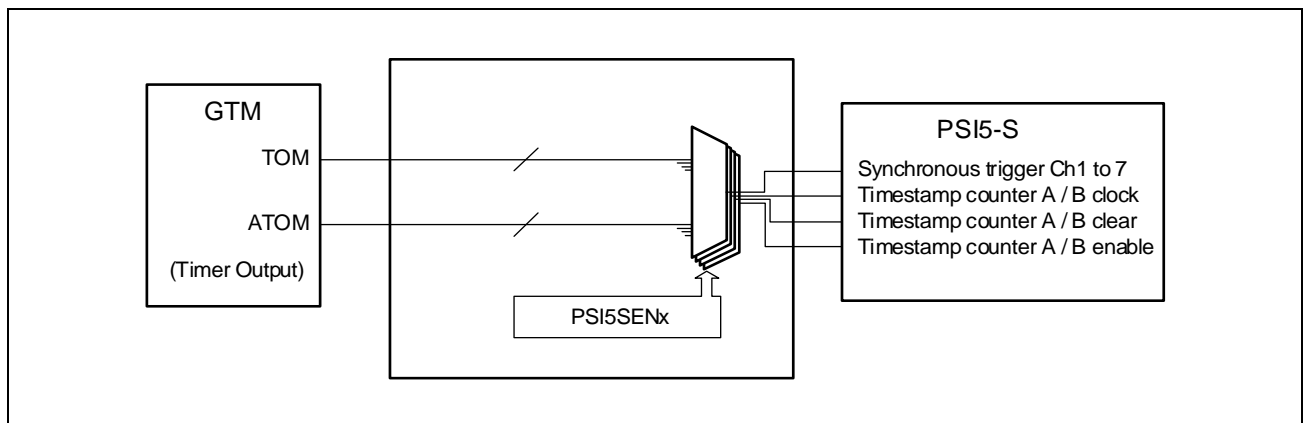 GTM
TOM
ATOM
(Timer Output)
PSI5SENx
PSI5-S
Synchronous trigger Ch1 to 7
Timestamp counter A / B clock
Timestamp counter A / B clear
Timestamp counter A / B enable